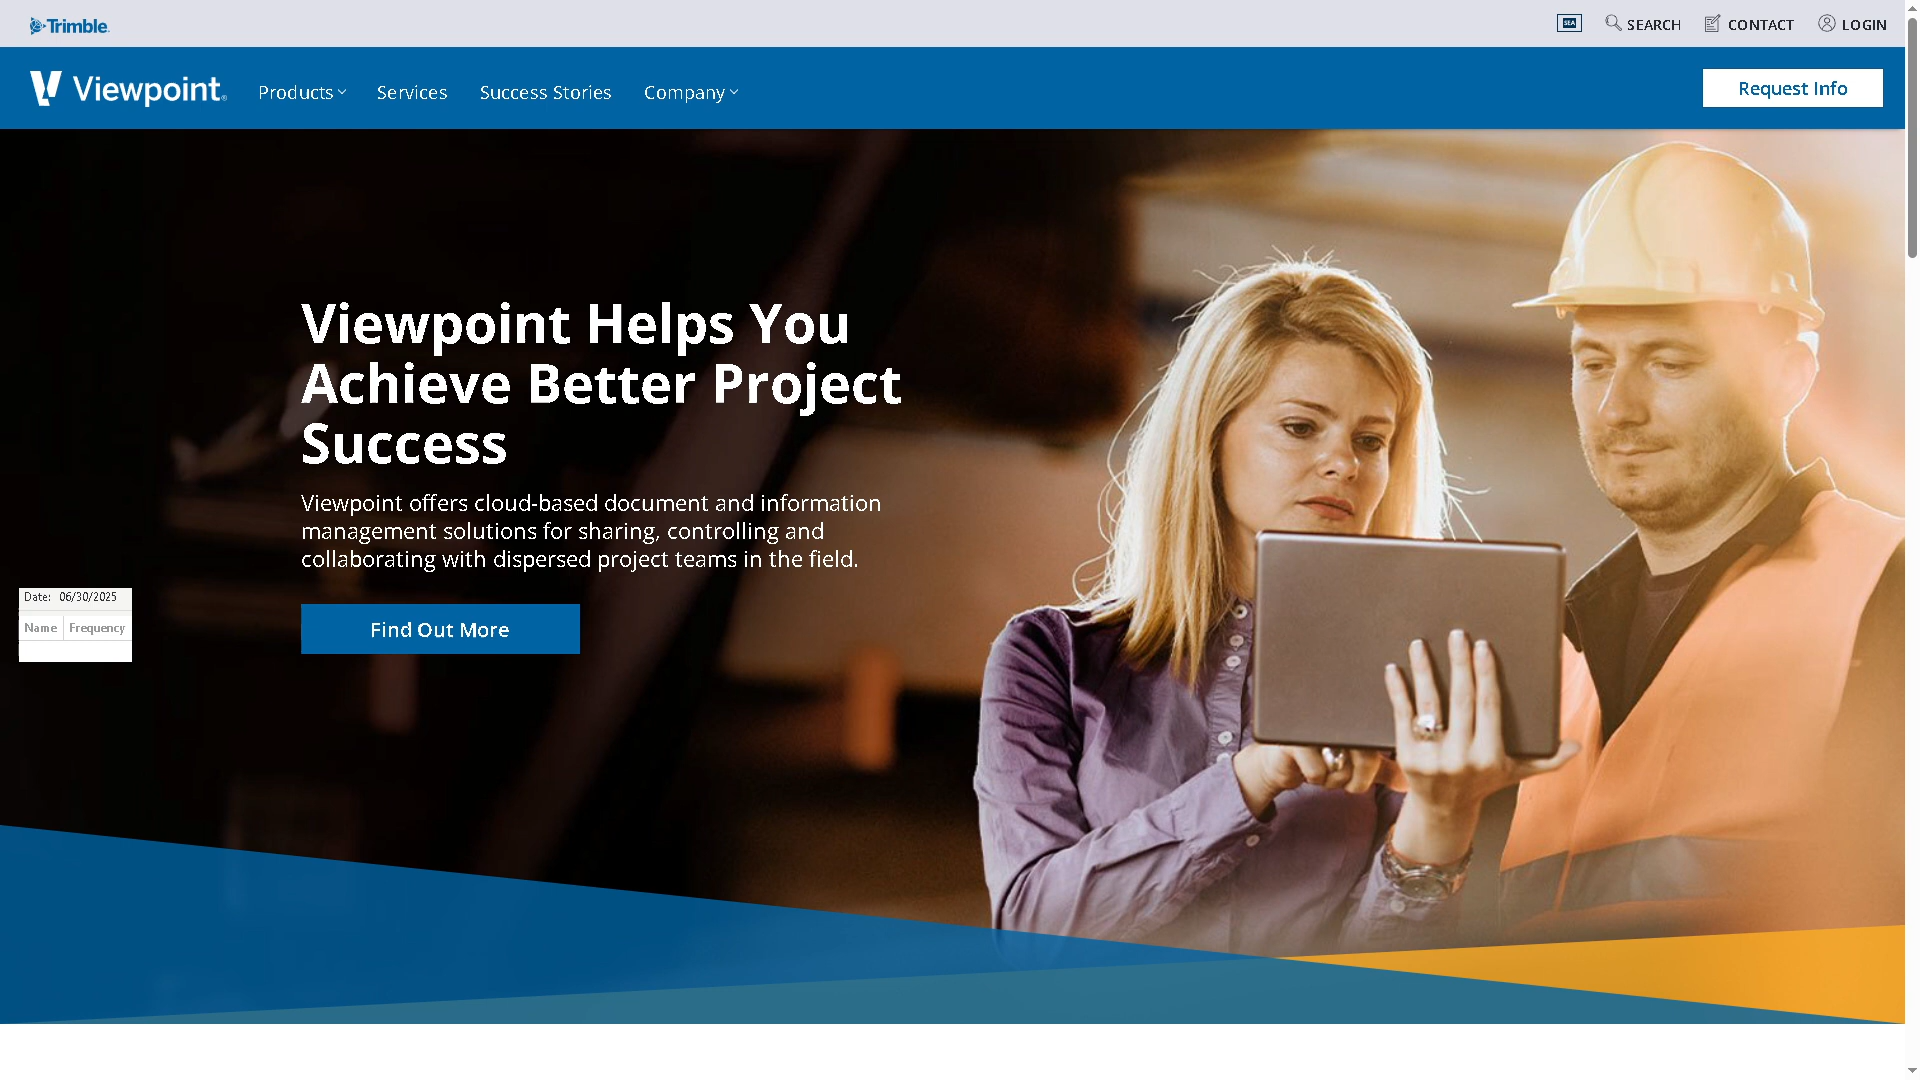 Trimble
SEA
SEARCH
CONTACT
LOGIN
Viewpoint®
Products
Services
Success Stories
Company
Request Info
Viewpoint Helps You
Achieve Better Project
Success
Viewpoint offers cloud-based document and information
management solutions for sharing, controlling and
collaborating with dispersed project teams in the field.
Find Out More
Date: 06/30/2025
Name Frequency